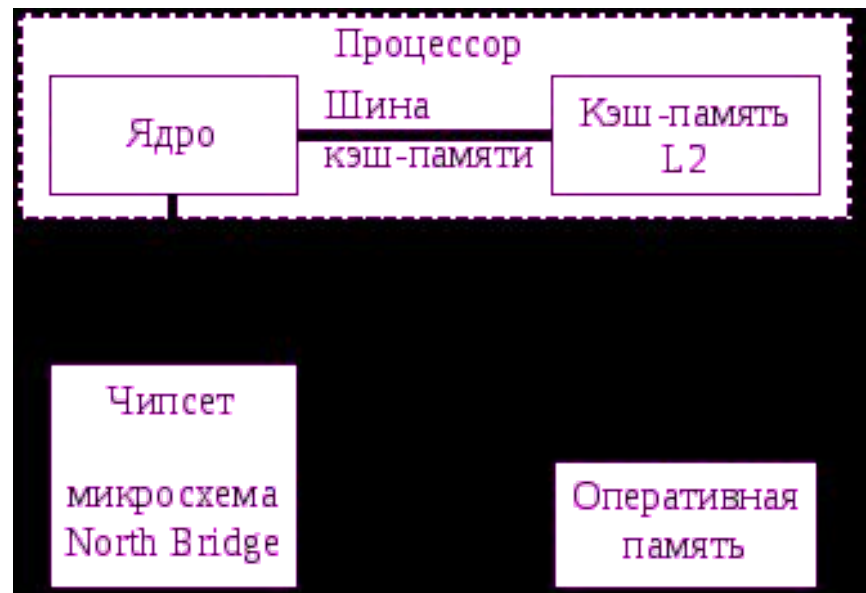 Процессор
Ядро
Шина
кэш-памяти
Кэш-память
L2
Чипсет
микросхема
North Bridge
Оперативная
память